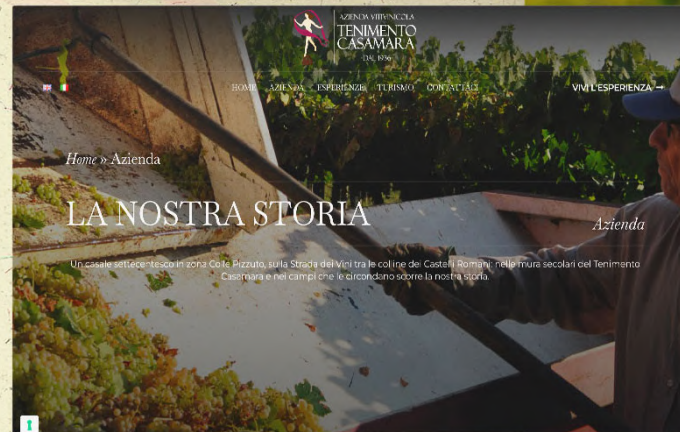 AZIENDA VITIVINICOLA
TENIMENTO
CASAMARA
DAL 1936
HOME AZIENDA ESPERIENZE TURISMO CONTATTACI
VIVI L'ESPERIENZA →
Home » Azienda
LA NOSTRA STORIA
Azienda
Un casale settecentesco in zona Colle Pizzuto, sulla Strada dei Vini tra le colline dei Castelli Romani: nelle mura secolari del Tenimento
Casamara e nei campi che le circondano scorre la nostra storia.